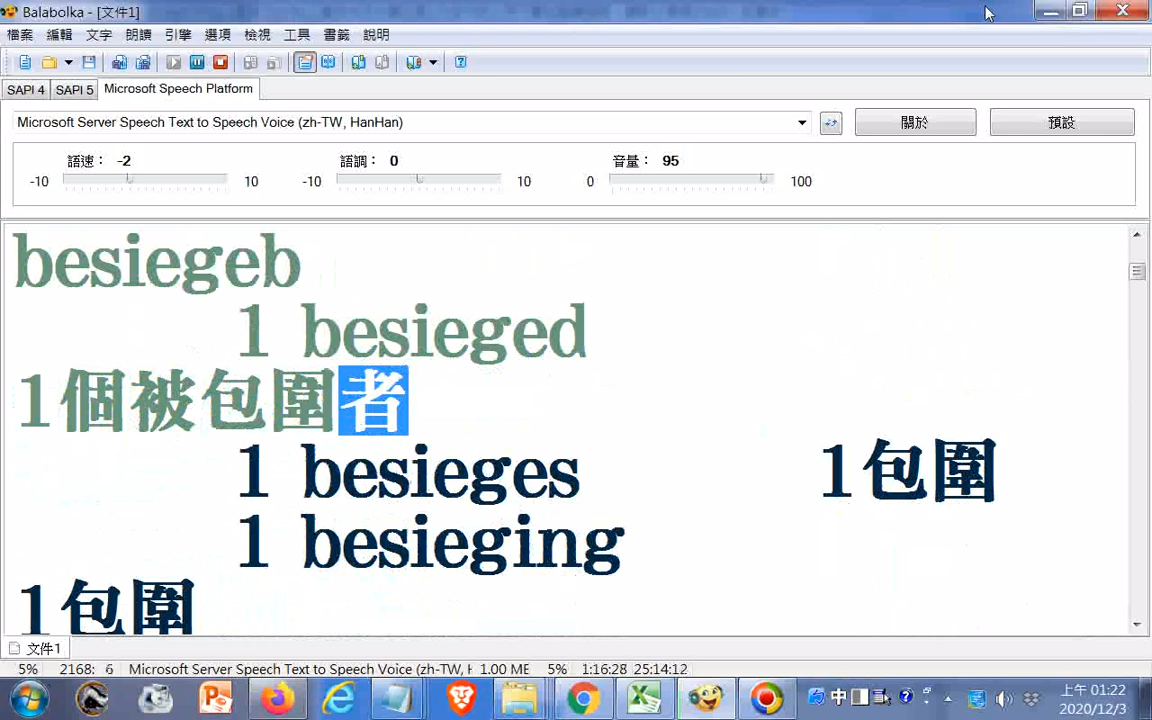 Balabolka - [文件1]
檔案 編輯 文字 朗讀 引擎 選項 檢視 工具 書籤 說明
SAPI 4 SAPI 5 Microsoft Speech Platform
Microsoft Server Speech Text to Speech Voice (zh-TW, HanHan) 關於 預設
語速： -2 語調： 0 音量： 95
-10 10 -10 10 0 100
besiegeb
1 besieged
1個被包圍者
1 besieges 1包圍
1 besieging
1包圍
文件1
5% 2168: 6 Microsoft Server Speech Text to Speech Voice (zh-TW, H 1.00 ME 5% 1:16:28 25:14:12
中 上午 01:22
2020/12/3